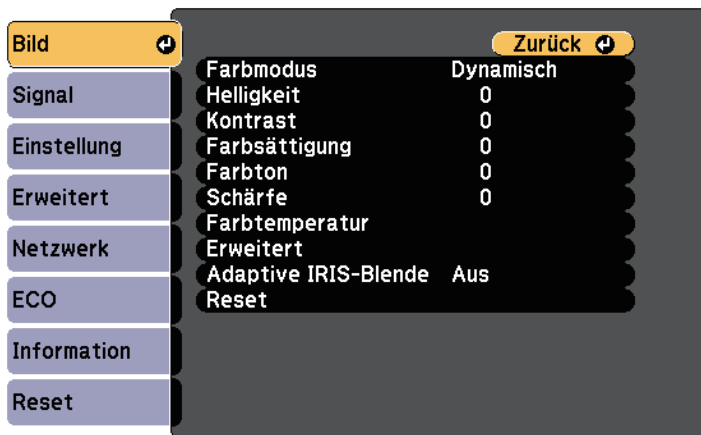 Bild
Signal
Einstellung
Erweitert
Netzwerk
ECO
Information
Reset
Zurück
Farbmodus Dynamisch
Helligkeit 0
Kontrast 0
Farbsättigung 0
Farbton 0
Schärfe 0
Farbtemperatur
Erweitert
Adaptive IRIS-Blende Aus
Reset